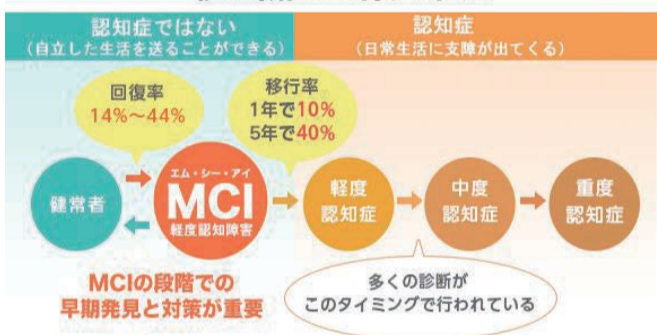 認知症ではない
(自立した生活を送ることができる)
認知症
(日常生活に支障が出てくる)
回復率
14%～44%
移行率
1年で10%
5年で40%
健常者
エム・シー・アイ
MCI
軽度認知障害
軽度
認知症
中度
認知症
重度
認知症
MCIの段階での
早期発見と対策が重要
多くの診断が
このタイミングで行われている